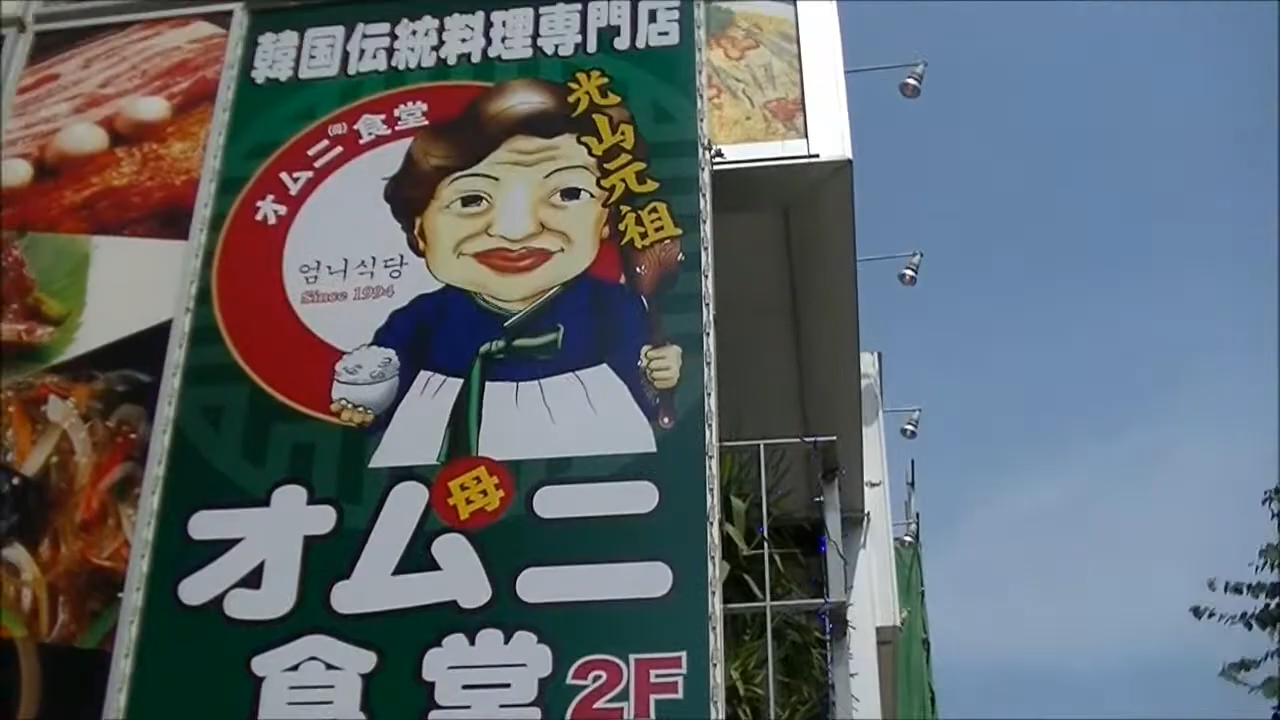 韓国伝統料理専門店
オムニ(母)食堂
光山元祖
엄니식당
Since 1994
オムニ
母
食堂 2F